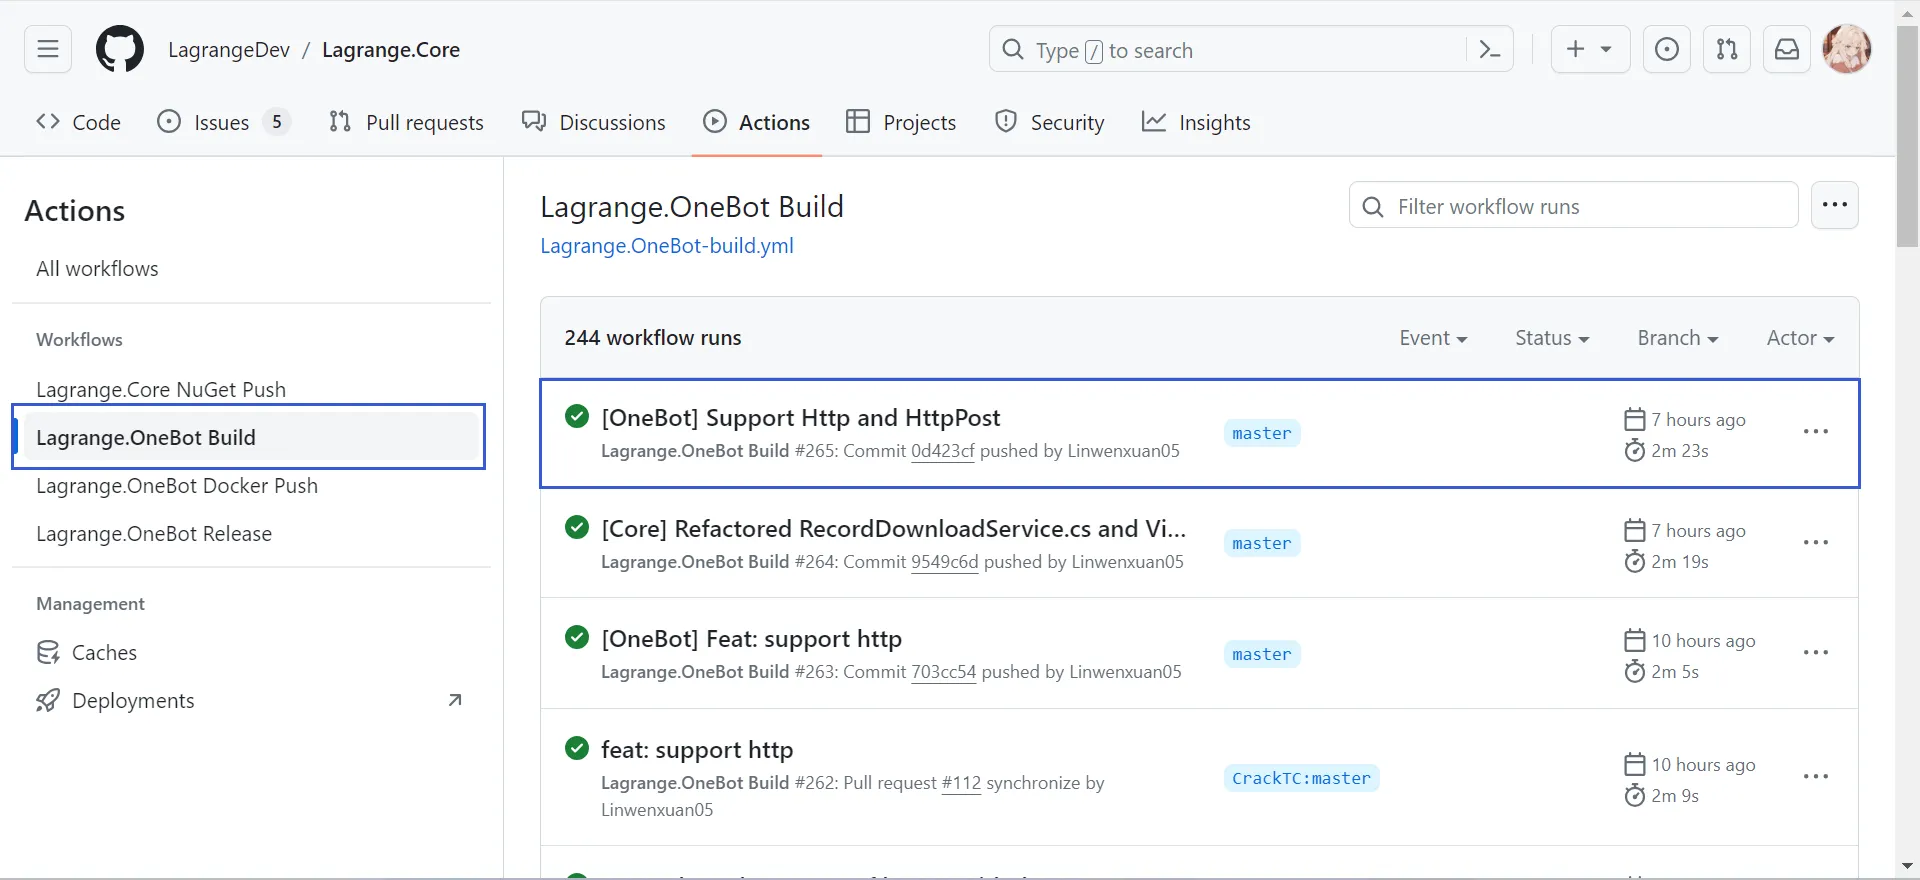 LagrangeDev / Lagrange.Core
Type / to search
Code
Issues 5
Pull requests
Discussions
Actions
Projects
Security
Insights
Actions
All workflows
Workflows
Lagrange.Core NuGet Push
Lagrange.OneBot Build
Lagrange.OneBot Docker Push
Lagrange.OneBot Release
Management
Caches
Deployments
Lagrange.OneBot Build
Lagrange.OneBot-build.yml
Filter workflow runs
244 workflow runs
Event
Status
Branch
Actor
[OneBot] Support Http and HttpPost
Lagrange.OneBot Build #265: Commit 0d423cf pushed by Linwenxuan05
master
7 hours ago
2m 23s
[Core] Refactored RecordDownloadService.cs and Vi...
Lagrange.OneBot Build #264: Commit 9549c6d pushed by Linwenxuan05
master
7 hours ago
2m 19s
[OneBot] Feat: support http
Lagrange.OneBot Build #263: Commit 703cc54 pushed by Linwenxuan05
master
10 hours ago
2m 5s
feat: support http
Lagrange.OneBot Build #262: Pull request #112 synchronize by
Linwenxuan05
CrackTC:master
10 hours ago
2m 9s